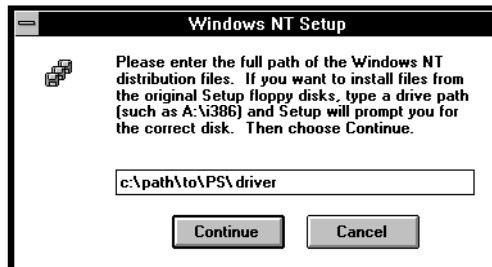 Windows NT Setup
Please enter the full path of the Windows NT
distribution files. If you want to install files from
the original Setup floppy disks, type a drive path
(such as A:\i386) and Setup will prompt you for
the correct disk. Then choose Continue.
c:\path\to\PS\driver
Continue Cancel